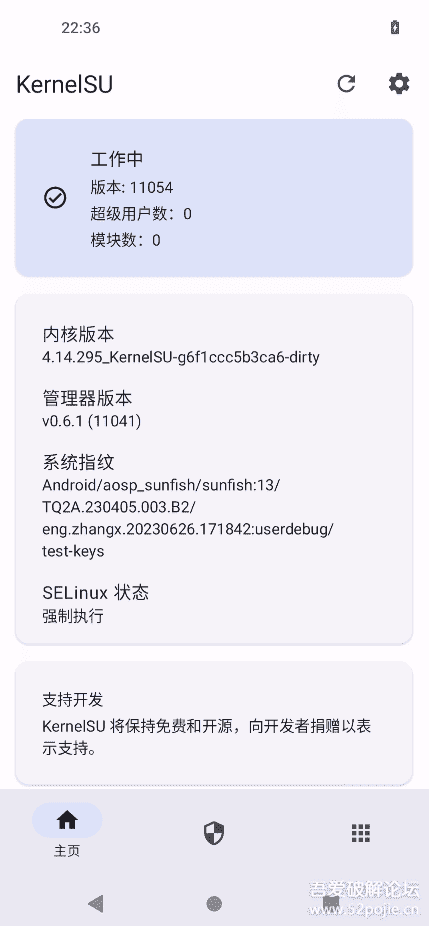 22:36
KernelSU
工作中
版本: 11054
超级用户数：0
模块数：0
内核版本
4.14.295_KernelSU-g6f1ccc5b3ca6-dirty
管理器版本
v0.6.1 (11041)
系统指纹
Android/aosp_sunfish/sunfish:13/
TQ2A.230405.003.B2/
eng.zhangx.20230626.171842:userdebug/
test-keys
SELinux 状态
强制执行
支持开发
KernelSU 将保持免费和开源，向开发者捐赠以表
示支持。
主页
吾爱破解论坛
www.52pojie.cn